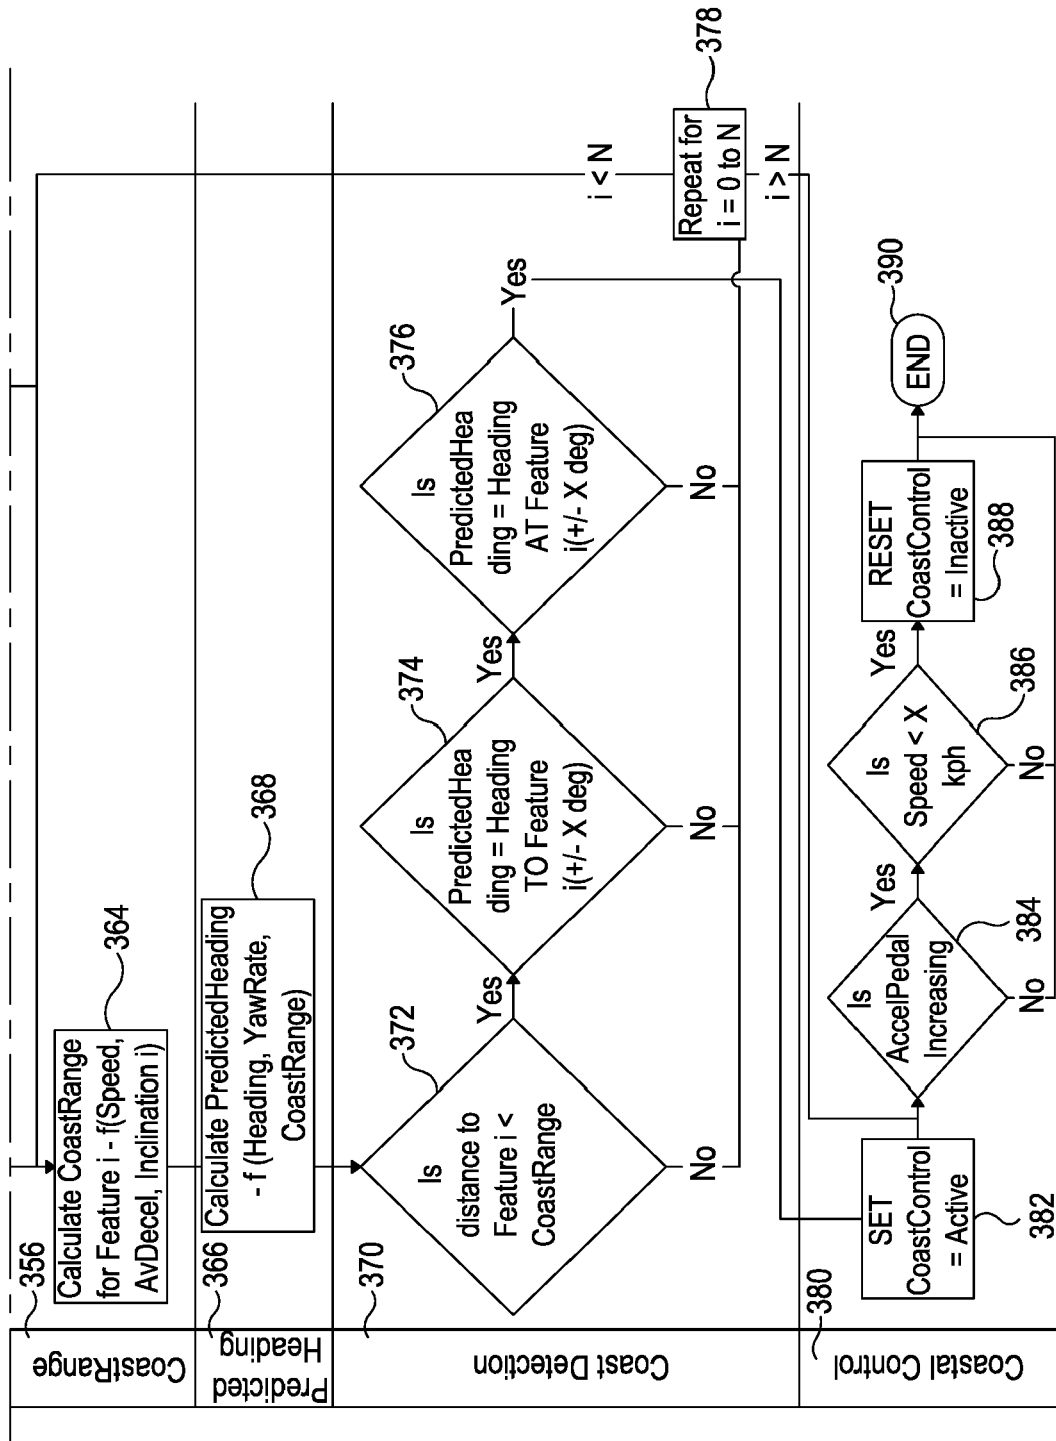 CoastRange
356
Calculate CoastRange
for Feature i - f(Speed,
AvDecel, Inclination i)
364
Predicted
Heading
366
Calculate PredictedHeading
- f (Heading, YawRate,
CoastRange)
368
Coast Detection
370
Is
distance to
Feature i <
CoastRange
372
Yes
No
Is
PredictedHea
ding = Heading
TO Feature
i(+/- X deg)
374
Yes
No
Is
PredictedHea
ding = Heading
AT Feature
i(+/- X deg)
376
Yes
No
i < N
Repeat for
i = 0 to N
378
i > N
Coastal Control
380
SET
CoastControl
= Active
382
Is
AccelPedal
Increasing
384
Yes
No
Is
Speed < X
kph
386
Yes
No
RESET
CoastControl
= Inactive
388
END
390